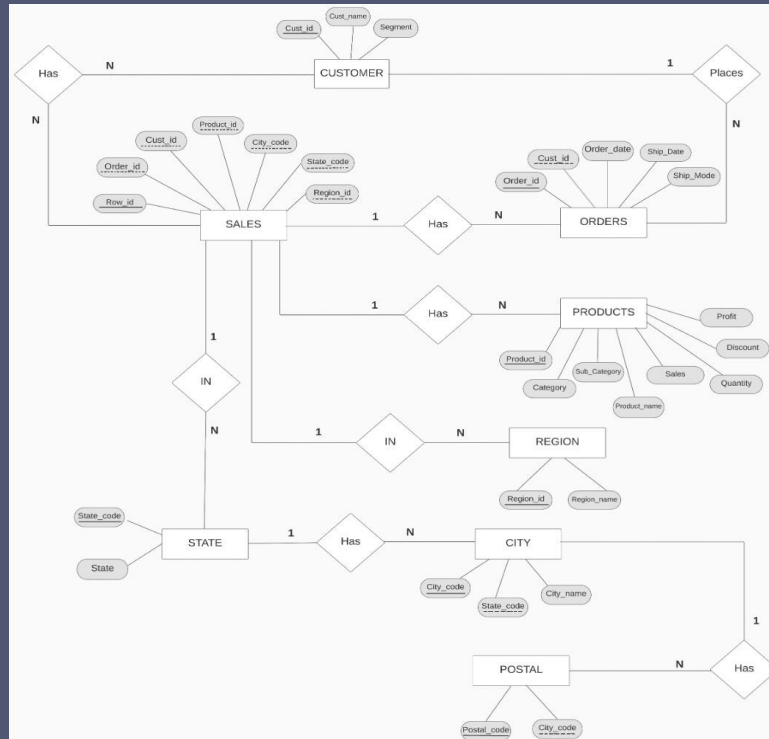 Cust_name
Cust_id
Segment
Has
N
CUSTOMER
1
Places
N
N
Product_id
Cust_id
City_code
Order_id
State_code
Row_id
Region_id
SALES
Cust_id
Order_date
Ship_Date
Order_id
Ship_Mode
1
Has
N
ORDERS
1
Has
N
PRODUCTS
Profit
Discount
Product_id
Sub_Category
Sales
Category
Quantity
Product_name
1
IN
N
1
IN
N
REGION
Region_id
Region_name
State_code
STATE
State
1
Has
N
CITY
City_code
State_code
City_name
1
POSTAL
N
Has
Postal_code
City_code